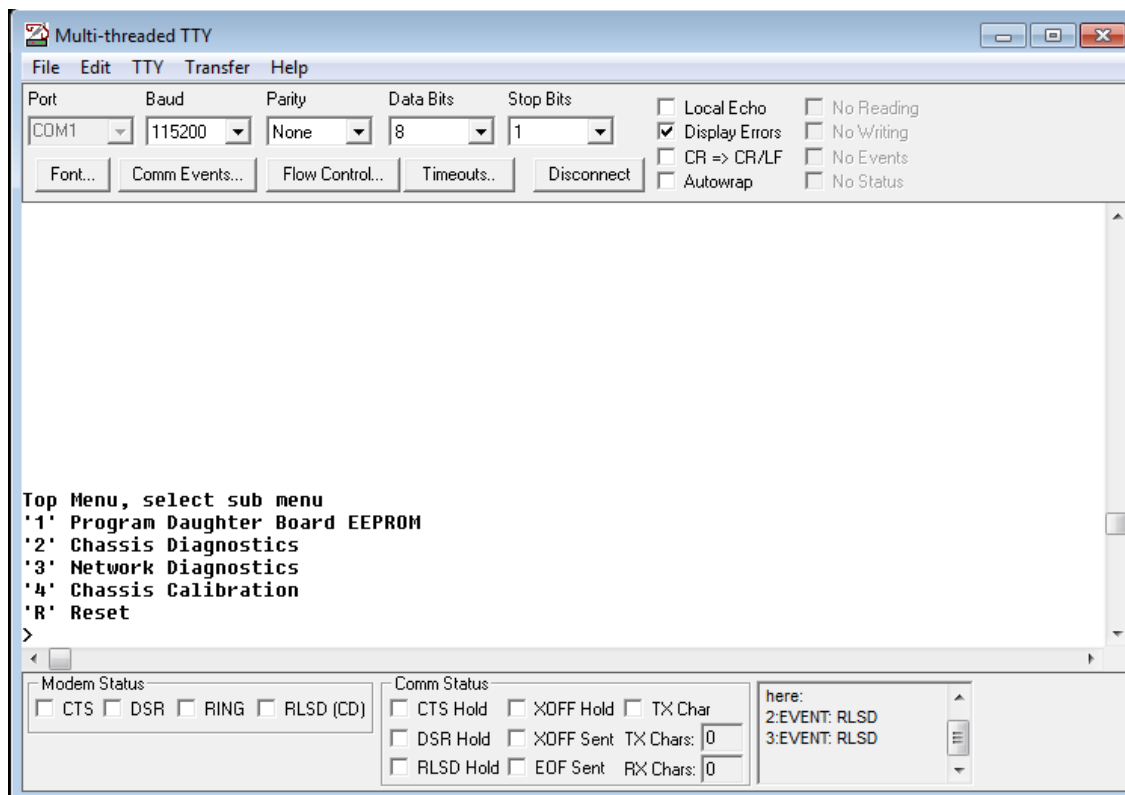 Multi-threaded TTY
File Edit TTY Transfer Help
Port Baud Parity Data Bits Stop Bits
COM1 115200 None 8 1
Font... Comm Events... Flow Control... Timeouts.. Disconnect
Local Echo No Reading
Display Errors No Writing
CR => CR/LF No Events
Autowrap No Status
Top Menu, select sub menu
'1' Program Daughter Board EEPROM
'2' Chassis Diagnostics
'3' Network Diagnostics
'4' Chassis Calibration
'R' Reset
>
Modem Status
CTS DSR RING RLSD (CD)
Comm Status
CTS Hold XOFF Hold TX Char
DSR Hold XOFF Sent TX Chars: 0
RLSD Hold EOF Sent RX Chars: 0
here:
2:EVENT: RLSD
3:EVENT: RLSD